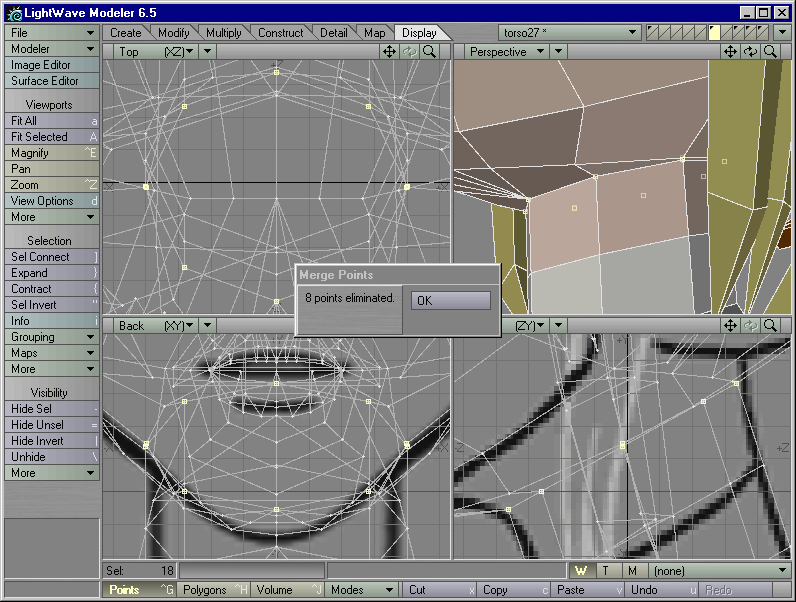 LightWave Modeler 6.5
File
Create Modify Multiply Construct Detail Map Display
torso27 *
Modeler
Image Editor
Surface Editor
Viewports
Fit All a
Fit Selected A
Magnify ^E
Pan
Zoom ^Z
View Options d
More
Selection
Sel Connect ]
Expand }
Contract {
Sel Invert "
Info i
Grouping
Maps
More
Visibility
Hide Sel -
Hide Unsel =
Hide Invert |
Unhide \
More
Top (XZ)
Perspective
Back (XY)
(ZY)
Merge Points
8 points eliminated.
OK
Sel: 18
W T M (none)
Points ^G Polygons ^H Volume ^J Modes Cut x Copy c Paste v Undo u Redo